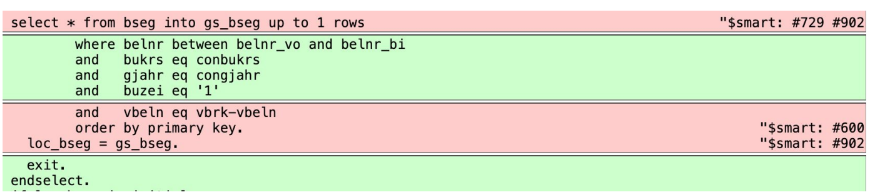 select * from bseg into gs_bseg up to 1 rows "$smart: #729 #902
where belnr between belnr_vo and belnr_bi
and bukrs eq conbukrs
and gjahr eq congjahr
and buzei eq '1'
and vbeln eq vbrk-vbeln
order by primary key. "$smart: #600
loc_bseg = gs_bseg. "$smart: #902
exit.
endselect.